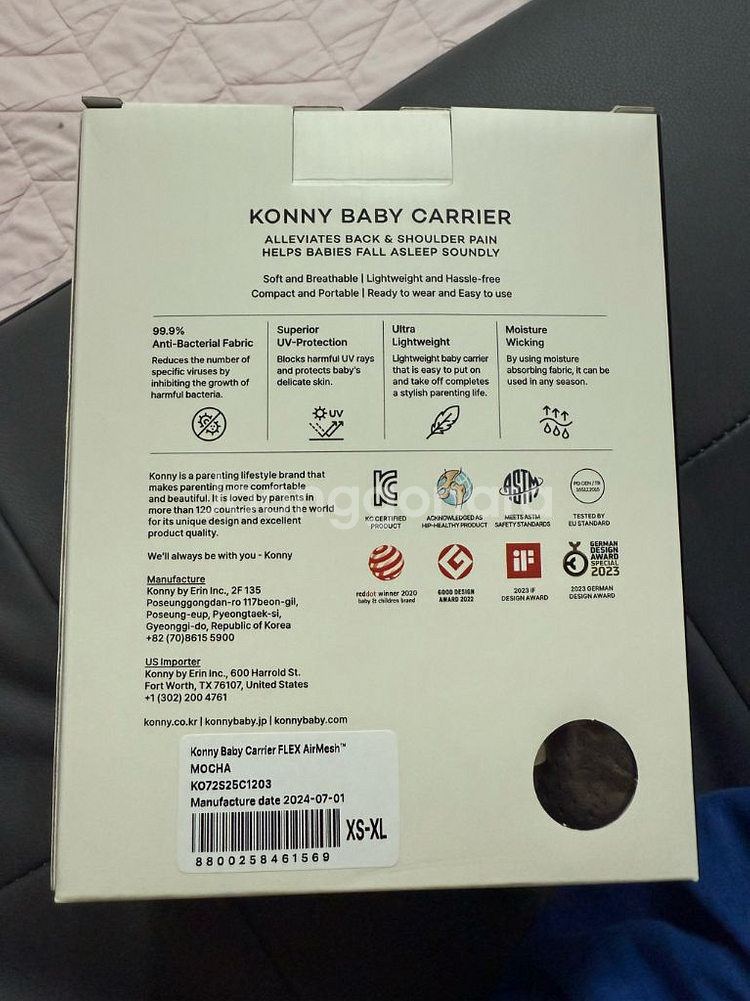 KONNY BABY CARRIER
ALLEVIATES BACK & SHOULDER PAIN
HELPS BABIES FALL ASLEEP SOUNDLY
Soft and Breathable | Lightweight and Hassle-free
Compact and Portable | Ready to wear and Easy to use
99.9%
Anti-Bacterial Fabric
Reduces the number of
specific viruses by
inhibiting the growth of
harmful bacteria.
Superior
UV-Protection
Blocks harmful UV rays
and protects baby's
delicate skin.
UV
Ultra
Lightweight
Lightweight baby carrier
that is easy to put on
and take off completes
a stylish parenting life.
Moisture
Wicking
By using moisture
absorbing fabric, it can be
used in any season.
Konny is a parenting lifestyle brand that
makes parenting more comfortable
and beautiful. It is loved by parents in
more than 120 countries around the world
for its unique design and excellent
product quality.
We'll always be with you - Konny
KC CERTIFIED
PRODUCT
ACKNOWLEDGED AS
HIP-HEALTHY PRODUCT
ASTM
MEETS ASTM
SAFETY STANDARDS
PD CEN / TR
16512:2015
TESTED BY
EU STANDARD
reddot winner 2020
baby & children brand
GOOD DESIGN
AWARD 2022
iF
2023 IF
DESIGN AWARD
GERMAN
DESIGN
AWARD
SPECIAL
2023
2023 GERMAN
DESIGN AWARD
Manufacture
Konny by Erin Inc., 2F 135
Poseunggongdan-ro 117beon-gil,
Poseung-eup, Pyeongtaek-si,
Gyeonggi-do, Republic of Korea
+82 (70)8615 5900
US Importer
Konny by Erin Inc., 600 Harrold St.
Fort Worth, TX 76107, United States
+1 (302) 200 4761
konny.co.kr | konnybaby.jp | konnybaby.com
Konny Baby Carrier FLEX AirMesh™
MOCHA
KO72S25C1203
Manufacture date 2024-07-01
XS-XL
8800258461569